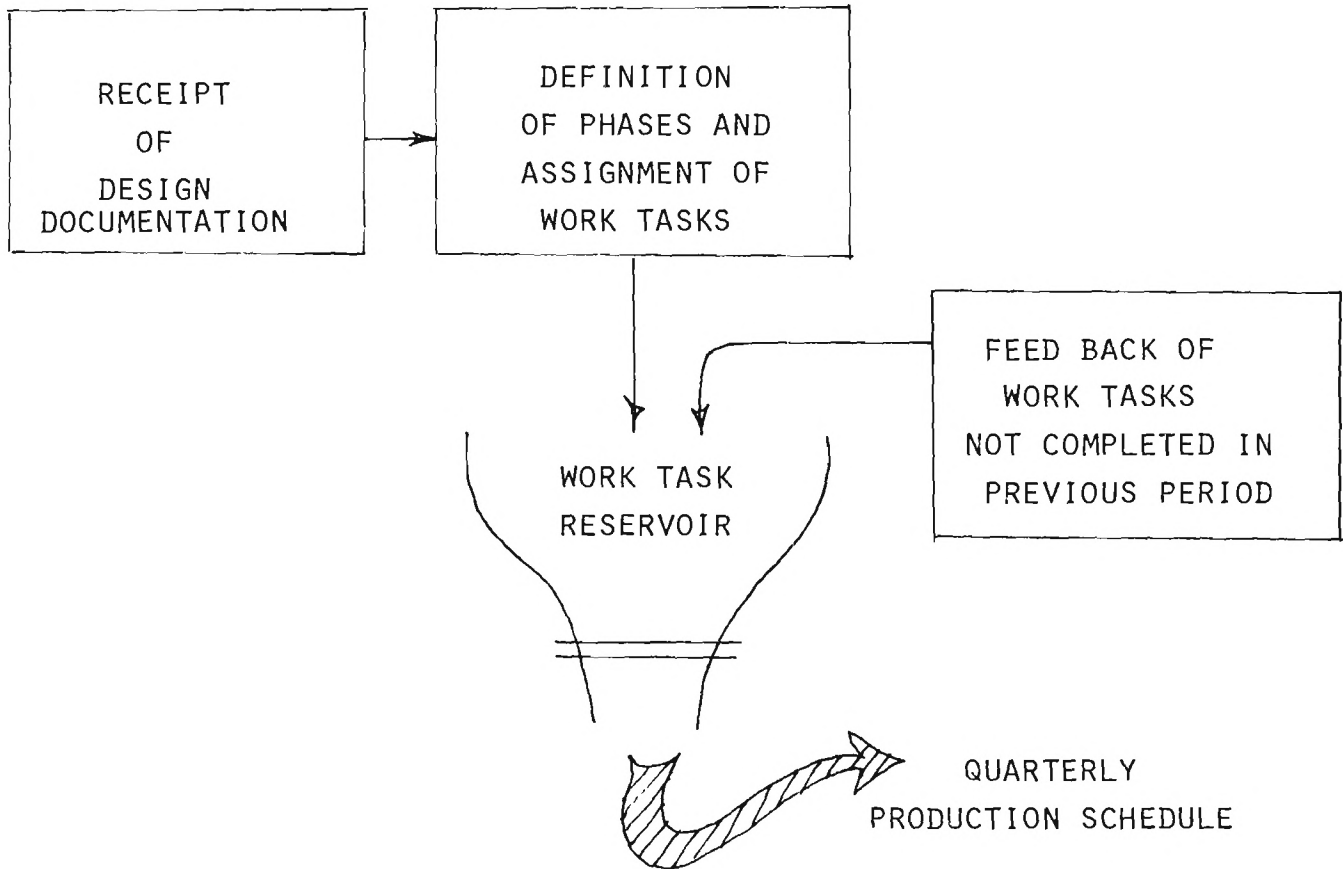 RECEIPT
OF
DESIGN
DOCUMENTATION
DEFINITION
OF PHASES AND
ASSIGNMENT OF
WORK TASKS
FEED BACK OF
WORK TASKS
NOT COMPLETED IN
PREVIOUS PERIOD
WORK TASK
RESERVOIR
QUARTERLY
PRODUCTION SCHEDULE